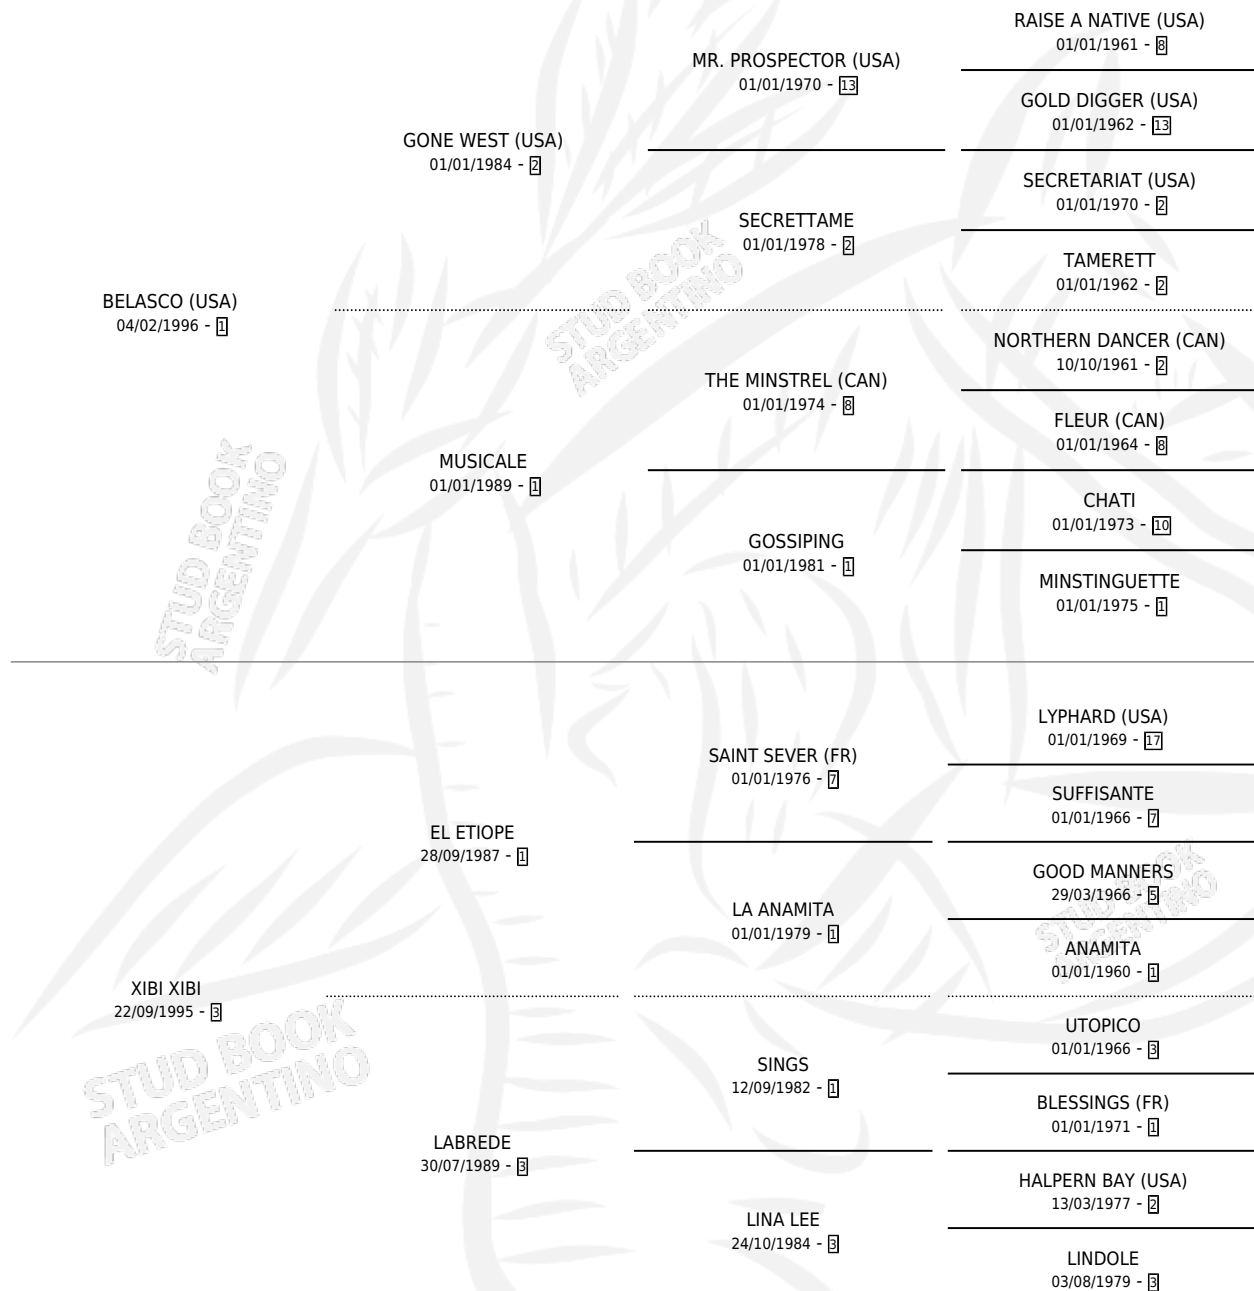 RAISE A NATIVE (USA)
01/01/1961 - 8
MR. PROSPECTOR (USA)
01/01/1970 - 13
GOLD DIGGER (USA)
01/01/1962 - 13
GONE WEST (USA)
01/01/1984 - 2
SECRETARIAT (USA)
01/01/1970 - 2
SECRETTAME
01/01/1978 - 2
TAMERETT
01/01/1962 - 2
BELASCO (USA)
04/02/1996 - 1
NORTHERN DANCER (CAN)
10/10/1961 - 2
THE MINSTREL (CAN)
01/01/1974 - 8
FLEUR (CAN)
01/01/1964 - 8
MUSICALE
01/01/1989 - 1
CHATI
01/01/1973 - 10
GOSSIPING
01/01/1981 - 1
MINSTINGUETTE
01/01/1975 - 1
LYPHARD (USA)
01/01/1969 - 17
SAINT SEVER (FR)
01/01/1976 - 7
SUFFISANTE
01/01/1966 - 7
EL ETIOPE
28/09/1987 - 1
GOOD MANNERS
29/03/1966 - 5
LA ANAMITA
01/01/1979 - 1
ANAMITA
01/01/1960 - 1
XIBI XIBI
22/09/1995 - 3
UTOPICO
01/01/1966 - 3
SINGS
12/09/1982 - 1
BLESSINGS (FR)
01/01/1971 - 1
LABREDE
30/07/1989 - 3
HALPERN BAY (USA)
13/03/1977 - 2
LINA LEE
24/10/1984 - 3
LINDOLE
03/08/1979 - 3
STUD BOOK
ARGENTINO
STUD BOOK
ARGENTINO
STUD BOOK
ARGENTINO
STUD BOOK
ARGENTINO